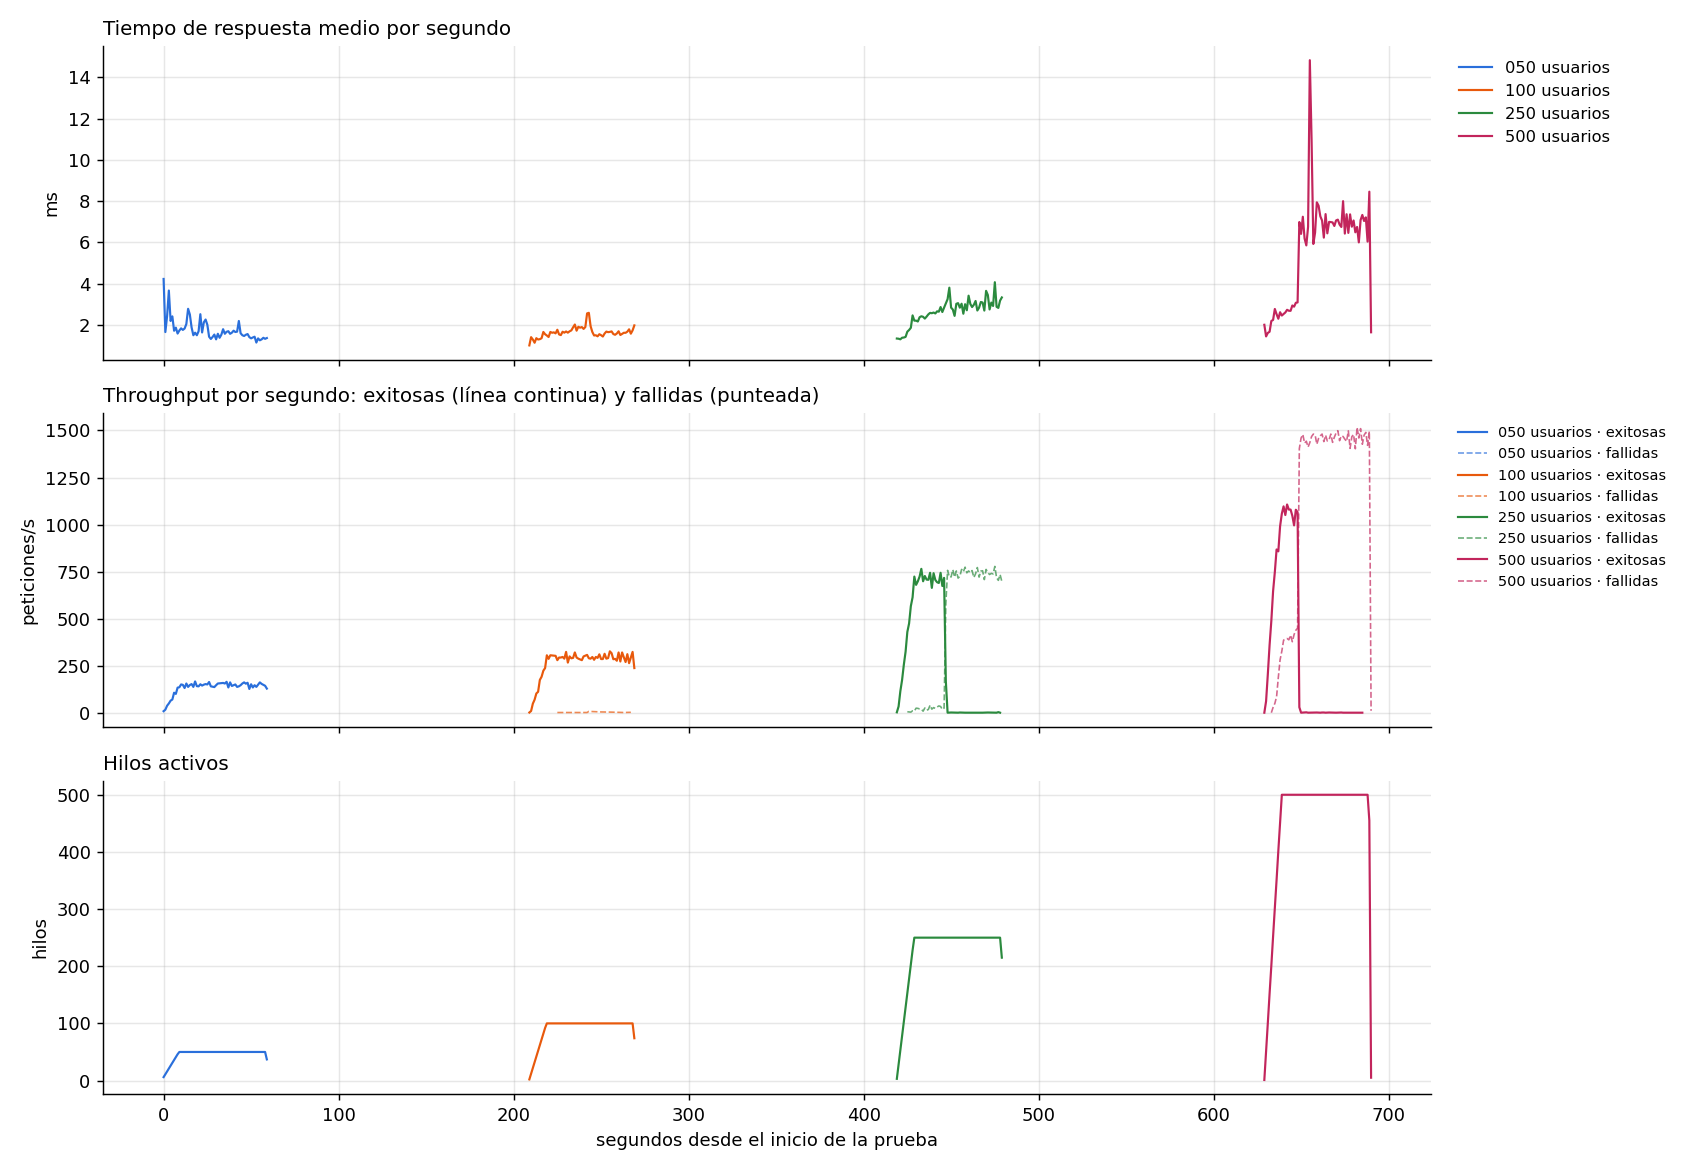 Tiempo de respuesta medio por segundo
14
12
10
8
6
4
2
ms
050 usuarios
100 usuarios
250 usuarios
500 usuarios
Throughput por segundo: exitosas (línea continua) y fallidas (punteada)
1500
1250
1000
750
500
250
0
peticiones/s
050 usuarios · exitosas
050 usuarios · fallidas
100 usuarios · exitosas
100 usuarios · fallidas
250 usuarios · exitosas
250 usuarios · fallidas
500 usuarios · exitosas
500 usuarios · fallidas
Hilos activos
500
400
300
200
100
0
hilos
0 100 200 300 400 500 600 700
segundos desde el inicio de la prueba